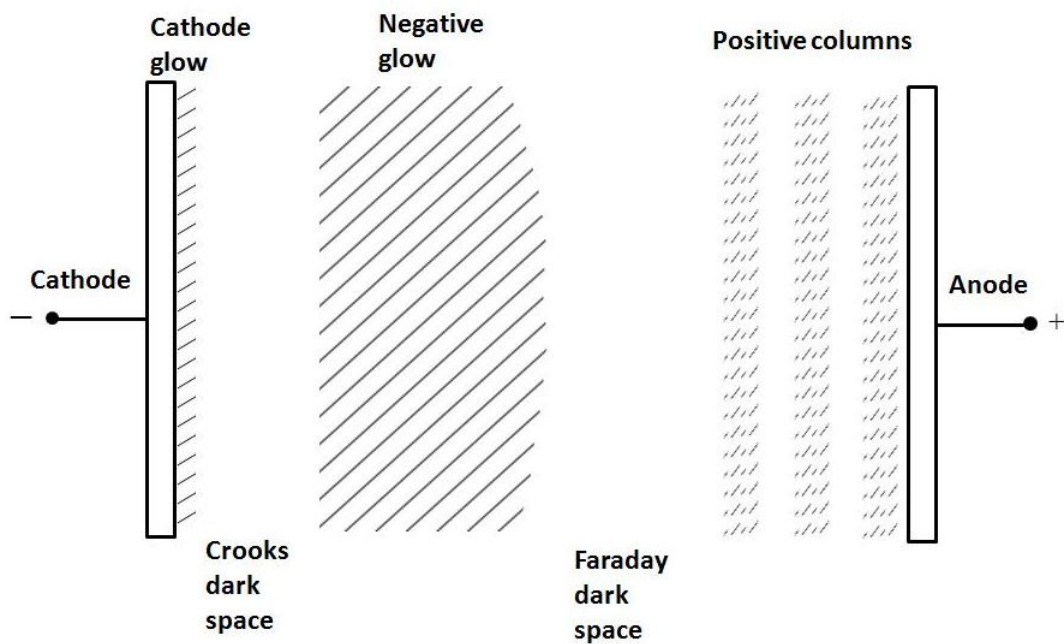 Cathode
glow
Negative
glow
Positive columns
Cathode
Anode
−
+
Crooks
dark
space
Faraday
dark
space